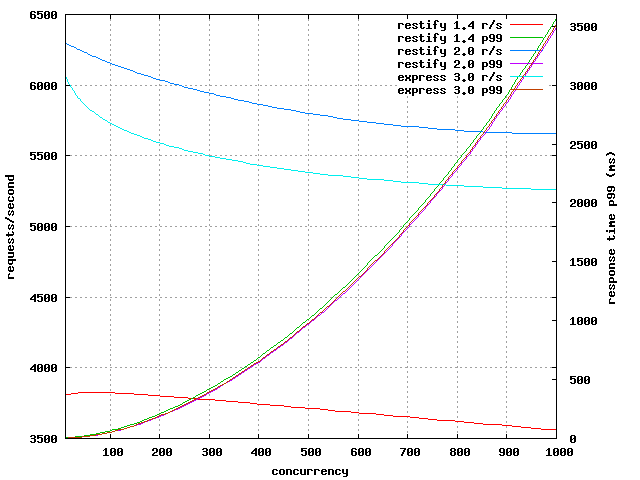 6500
6000
5500
5000
4500
4000
3500
requests/second
restify 1.4 r/s
restify 1.4 p99
restify 2.0 r/s
restify 2.0 p99
express 3.0 r/s
express 3.0 p99
3500
3000
2500
2000
1500
1000
500
0
response time p99 (ms)
100 200 300 400 500 600 700 800 900 1000
concurrency